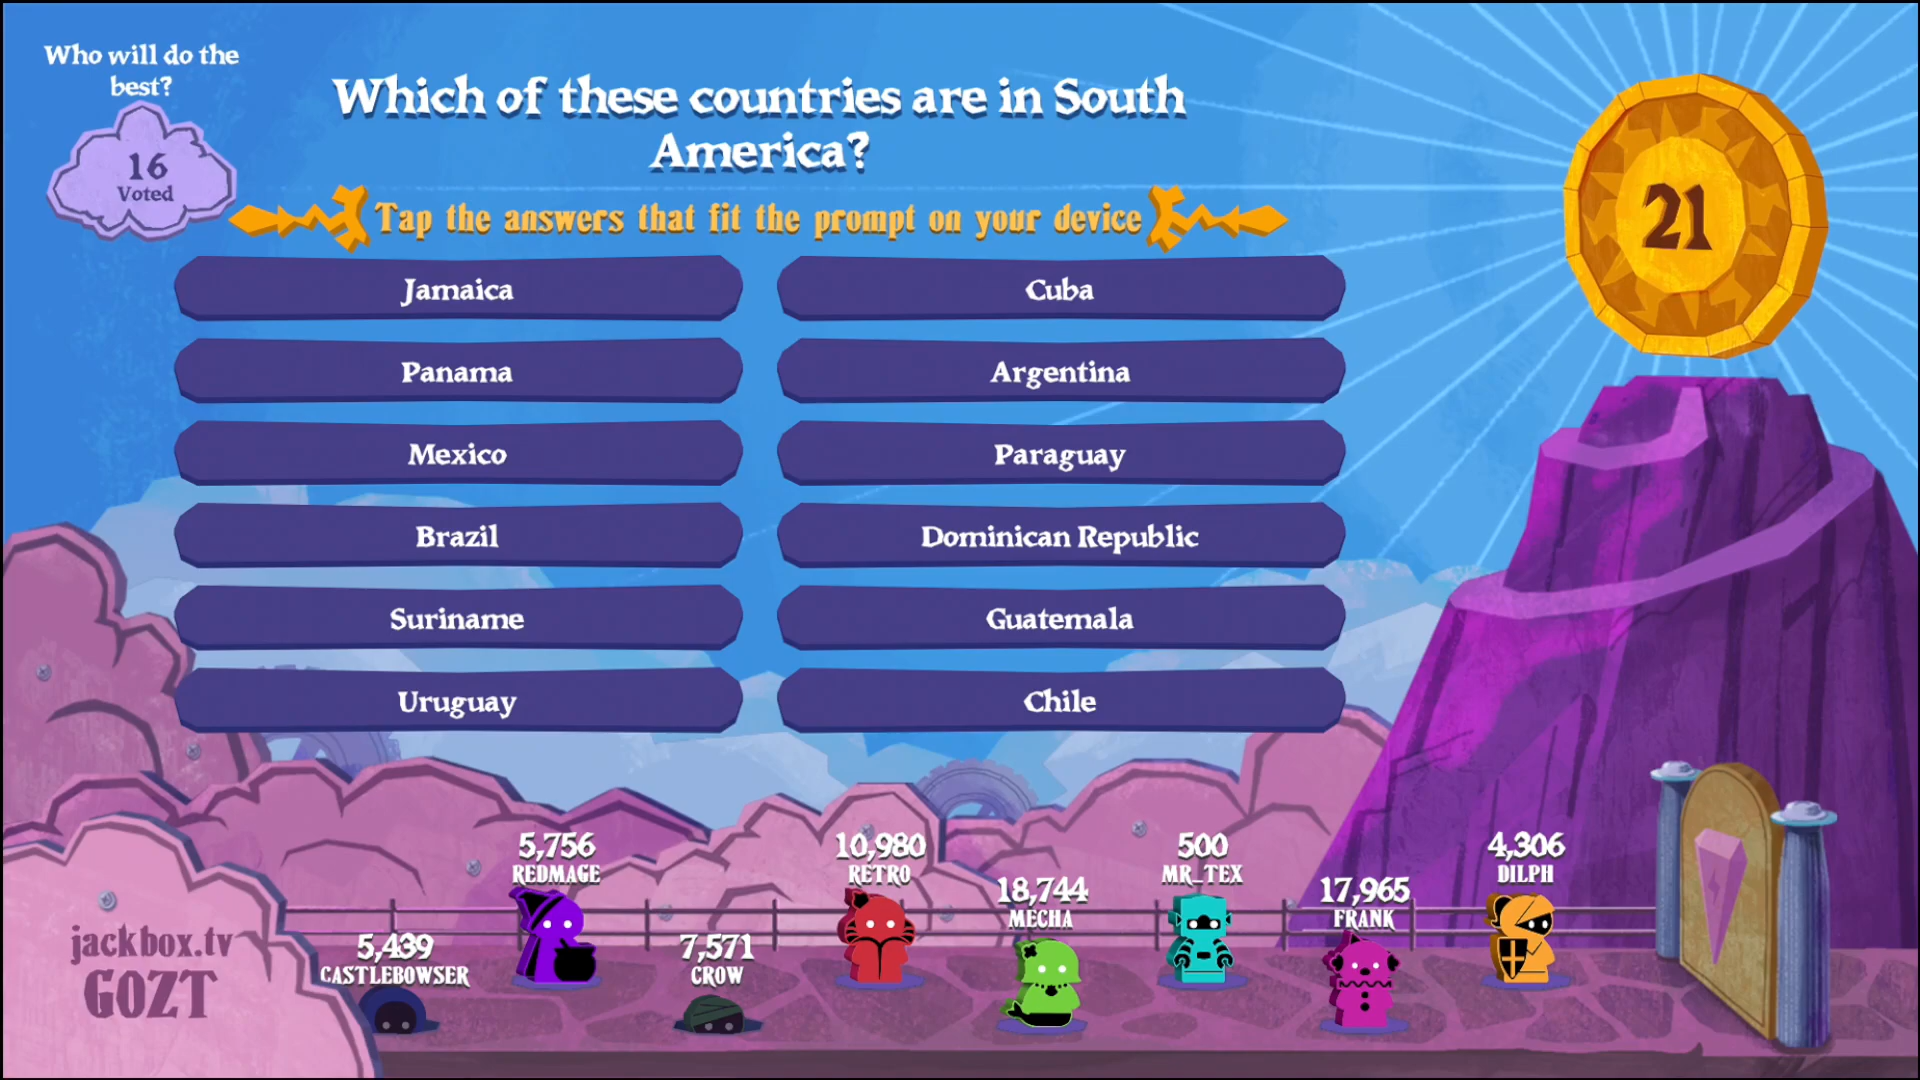 Who will do the
best?
16
Voted
Which of these countries are in South
America?
Tap the answers that fit the prompt on your device
21
Jamaica
Cuba
Panama
Argentina
Mexico
Paraguay
Brazil
Dominican Republic
Suriname
Guatemala
Uruguay
Chile
5,439
CASTLEBOWSER
5,756
REDMAGE
7,571
CROW
10,980
RETRO
18,744
MECHA
500
MR_TEX
17,965
FRANK
4,306
DILPH
jackbox.tv
GOZT